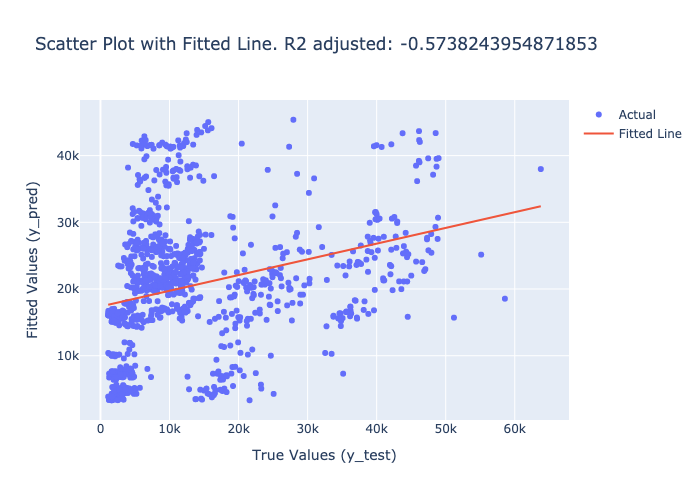 Scatter Plot with Fitted Line. R2 adjusted: -0.5738243954871853
Actual
Fitted Line
40k
30k
20k
10k
Fitted Values (y_pred)
0 10k 20k 30k 40k 50k 60k
True Values (y_test)